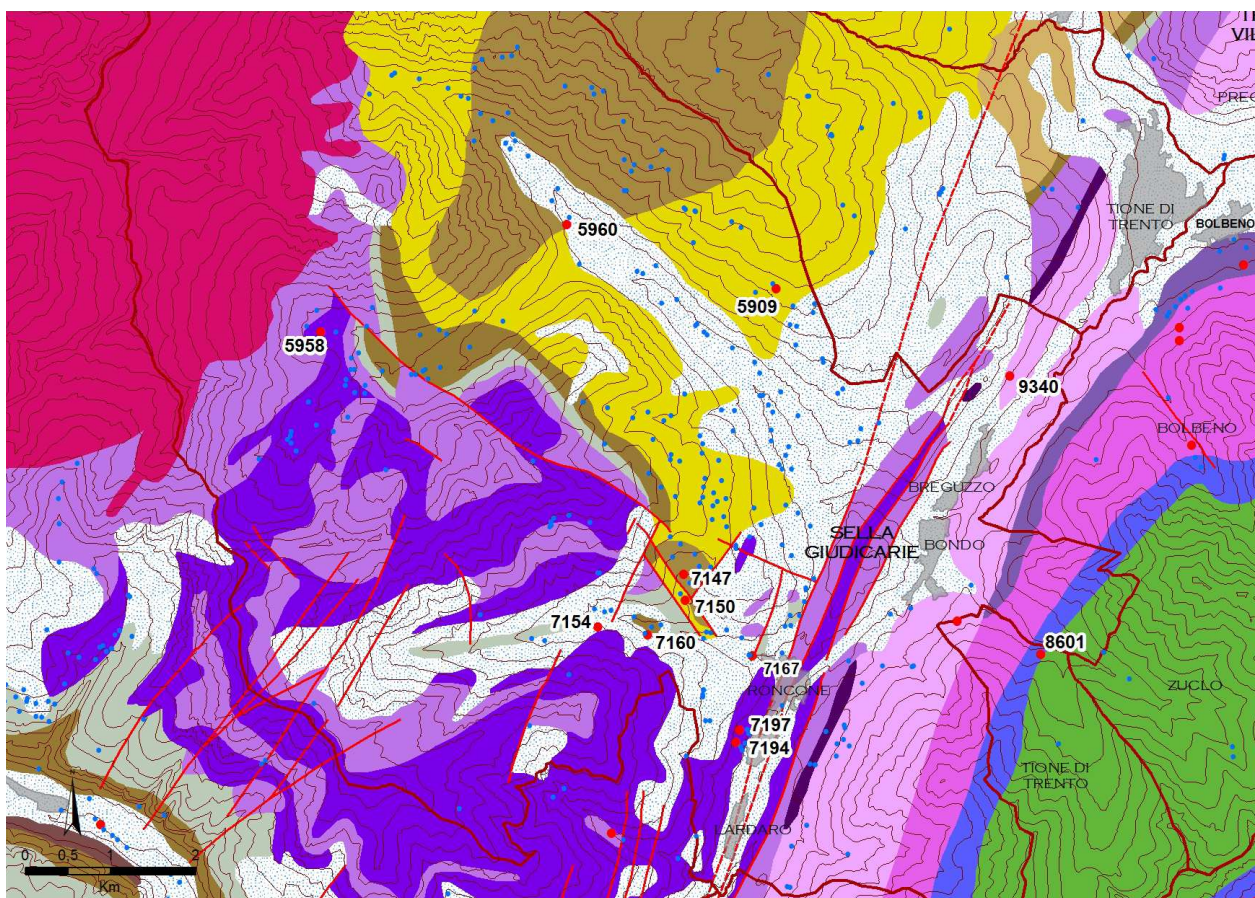 VIL
PREG
TIONE DI
TRENTO
BOLBENO
5960
5909
5958
9340
BOLBENO
BREGUZZO
SELLA
GIUDICARIE
BONDO
7147
7150
7154
7160
7167
8601
RONCONE
ZUCLO
7197
7194
TIONE DI
TRENTO
LARDARO
0 0,5 1 2
Km